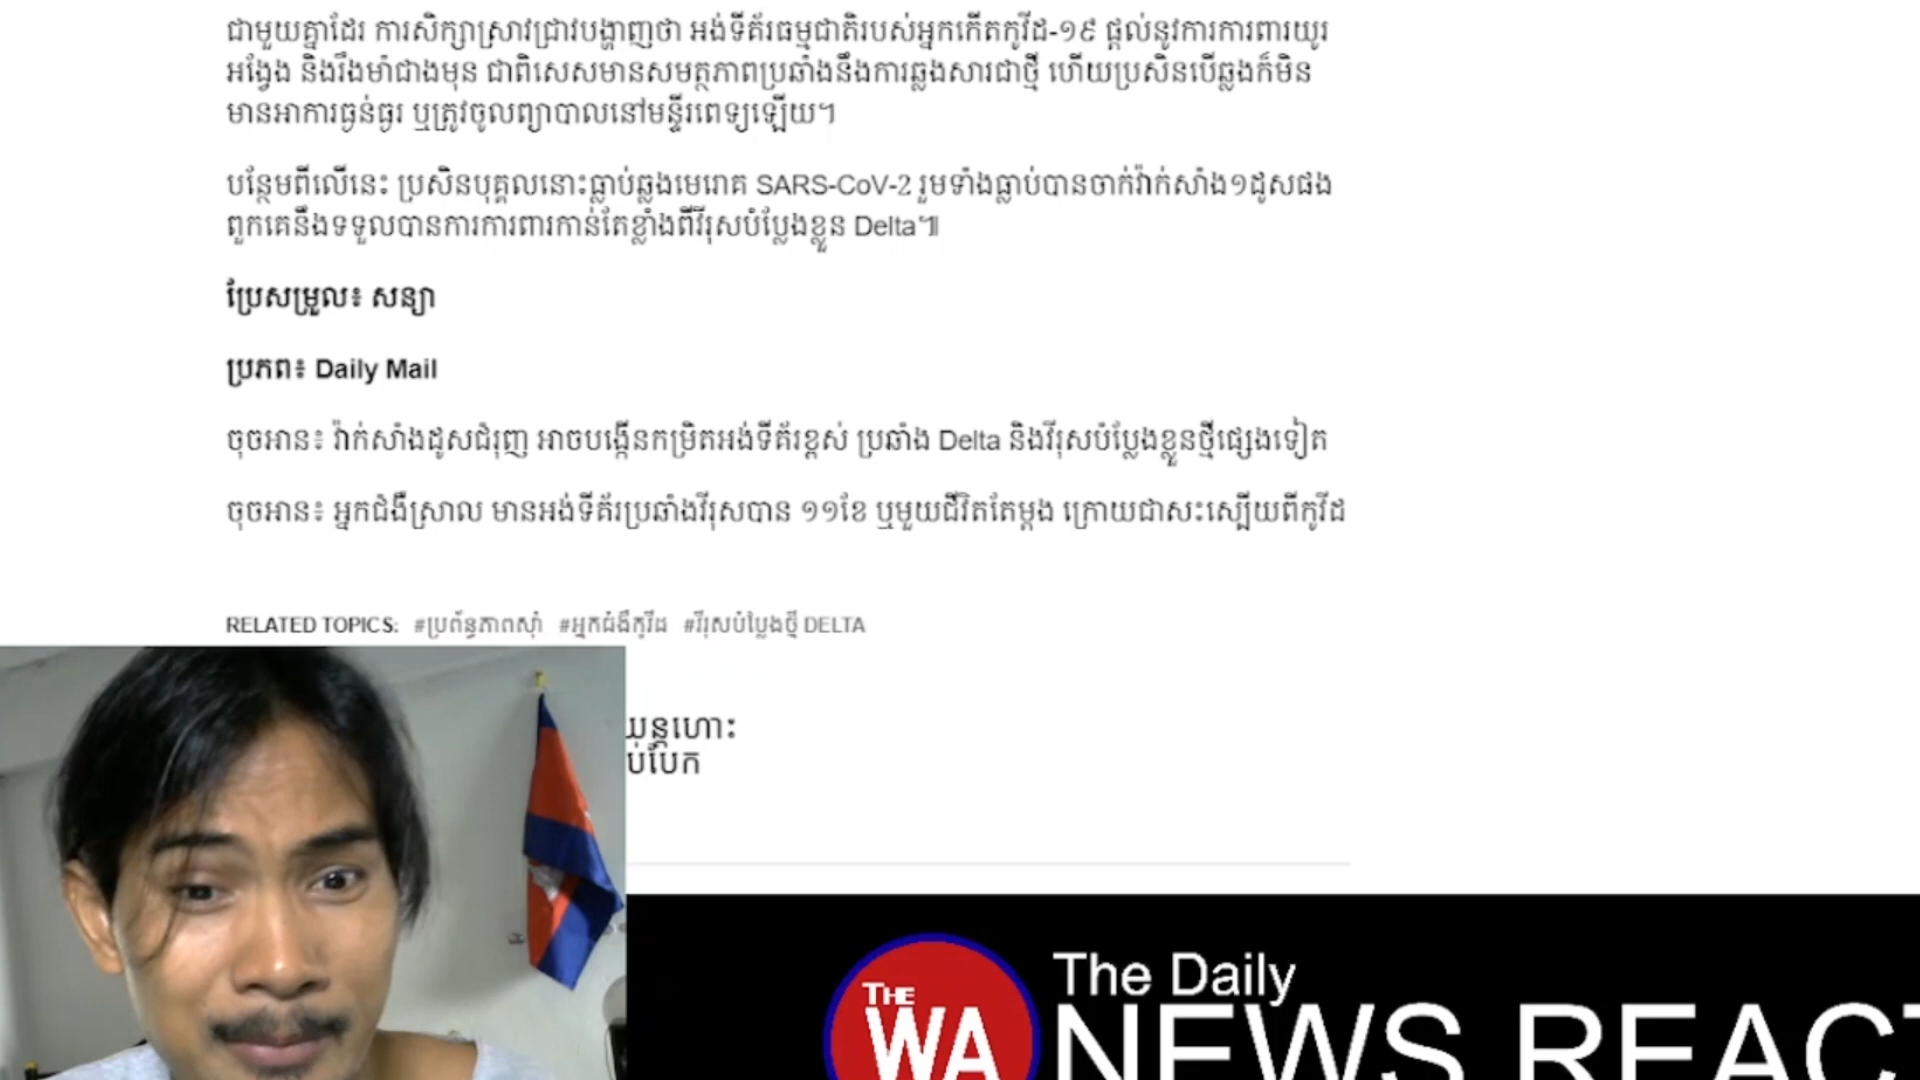 ជាមួយគ្នាដែរ ការសិក្សាស្រាវជ្រាវបង្ហាញថា អង់ទីគ័រធម្មជាតិរបស់អ្នកកើតកូវីដ-១៩ ផ្តល់នូវការការពារយូរ
អង្វែង និងរឹងមាំជាងមុន ជាពិសេសមានសមត្ថភាពប្រឆាំងនឹងការឆ្លងសារជាថ្មី ហើយប្រសិនបើឆ្លងក៏មិន
មានអាការធ្ងន់ធ្ងរ ឬត្រូវចូលព្យាបាលនៅមន្ទីរពេទ្យឡើយ។
បន្ថែមពីលើនេះ ប្រសិនបុគ្គលនោះធ្លាប់ឆ្លងមេរោគ SARS-CoV-2 រួមទាំងធ្លាប់បានចាក់វ៉ាក់សាំង១ដូសផង
ពួកគេនឹងទទួលបានការការពារកាន់តែខ្លាំងពីវីរុសបំប្លែងខ្លួន Delta៕
ប្រែសម្រួល៖ សន្យា
ប្រភព៖ Daily Mail
ចុចអាន៖ វ៉ាក់សាំងដូសជំរុញ អាចបង្កើនកម្រិតអង់ទីគ័រខ្ពស់ ប្រឆាំង Delta និងវីរុសបំប្លែងខ្លួនថ្មីផ្សេងទៀត
ចុចអាន៖ អ្នកជំងឺស្រាល មានអង់ទីគ័រប្រឆាំងវីរុសបាន ១១ខែ ឬមួយជីវិតតែម្តង ក្រោយជាសះស្បើយពីកូវីដ
RELATED TOPICS: #ប្រព័ន្ធភាពស៊ាំ #អ្នកជំងឺកូវីដ #វីរុសបំប្លែងថ្មី DELTA
យន្តហោះ
ប់បែក
The Daily
THE WA NEWS REACT